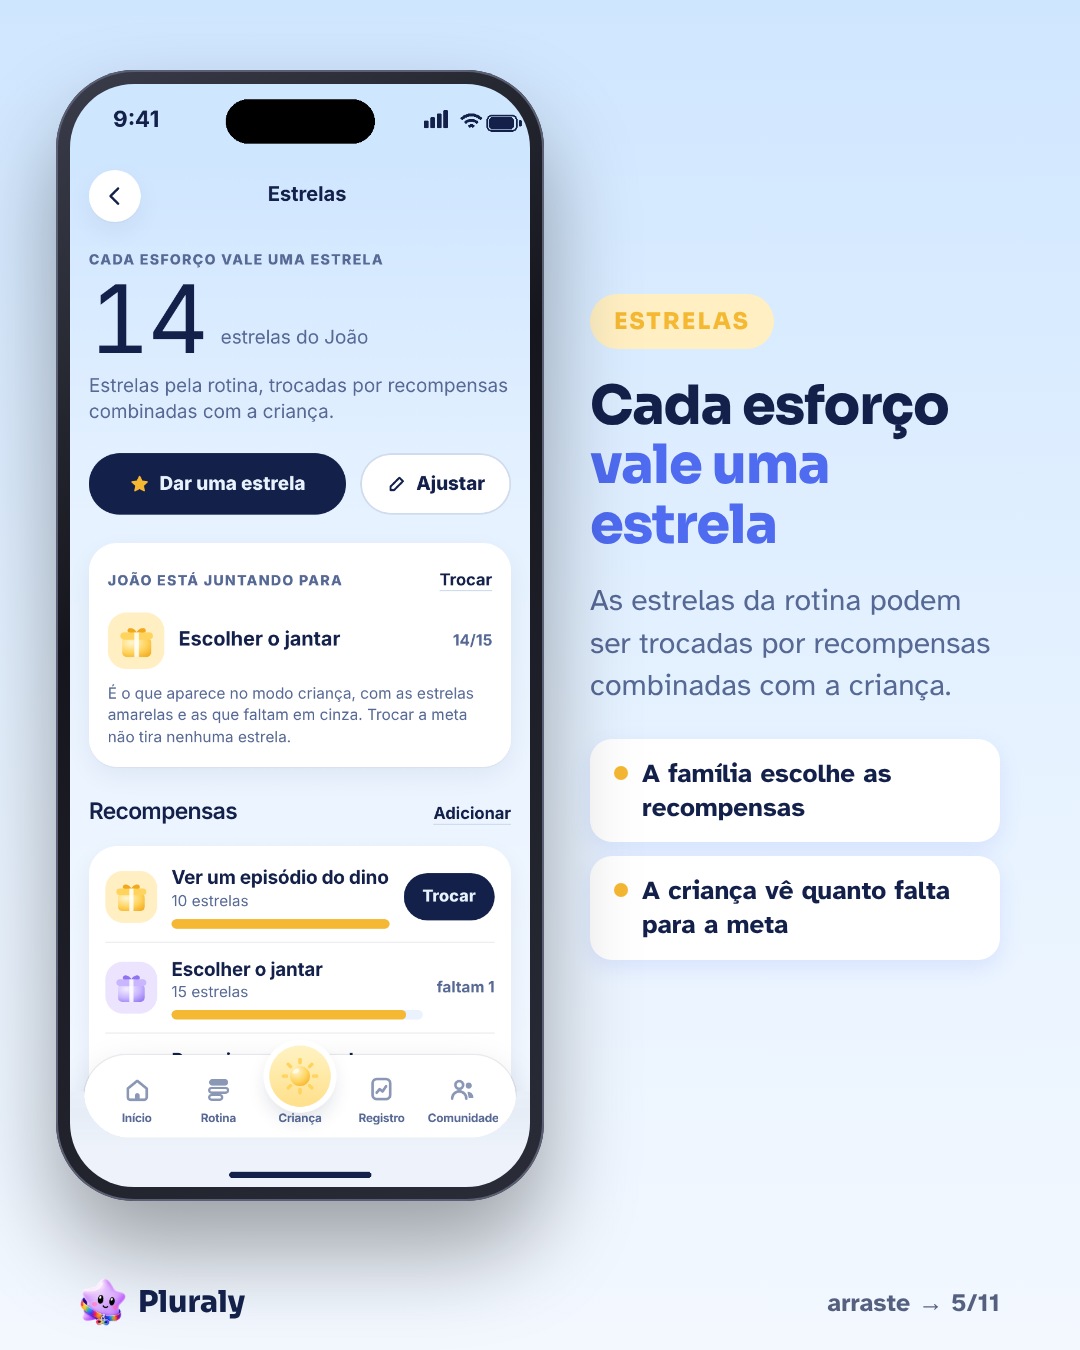 9:41
Estrelas
CADA ESFORÇO VALE UMA ESTRELA
14 estrelas do João
Estrelas pela rotina, trocadas por recompensas
combinadas com a criança.
Dar uma estrela
Ajustar
JOÃO ESTÁ JUNTANDO PARA
Trocar
Escolher o jantar
14/15
É o que aparece no modo criança, com as estrelas
amarelas e as que faltam em cinza. Trocar a meta
não tira nenhuma estrela.
Recompensas
Adicionar
Ver um episódio do dino
10 estrelas
Trocar
Escolher o jantar
15 estrelas
faltam 1
Início
Rotina
Criança
Registro
Comunidade
ESTRELAS
Cada esforço
vale uma
estrela
As estrelas da rotina podem
ser trocadas por recompensas
combinadas com a criança.
A família escolhe as
recompensas
A criança vê quanto falta
para a meta
Pluraly
arraste → 5/11